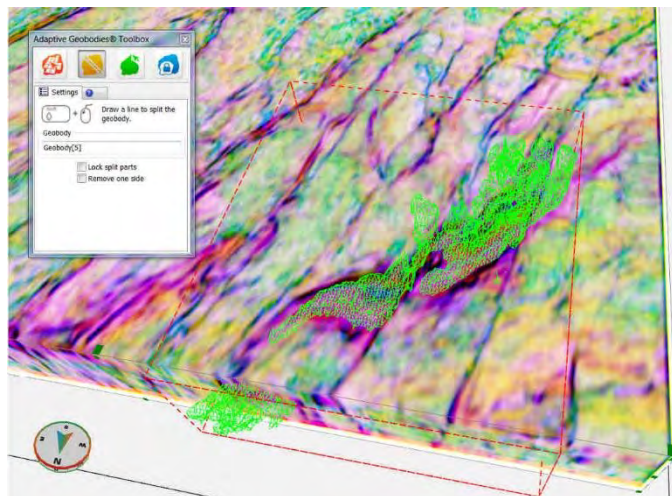 Adaptive Geobodies® Toolbox
Settings
Draw a line to split the
geobody.
Geobody
Geobody[5]
Lock split parts
Remove one side
N